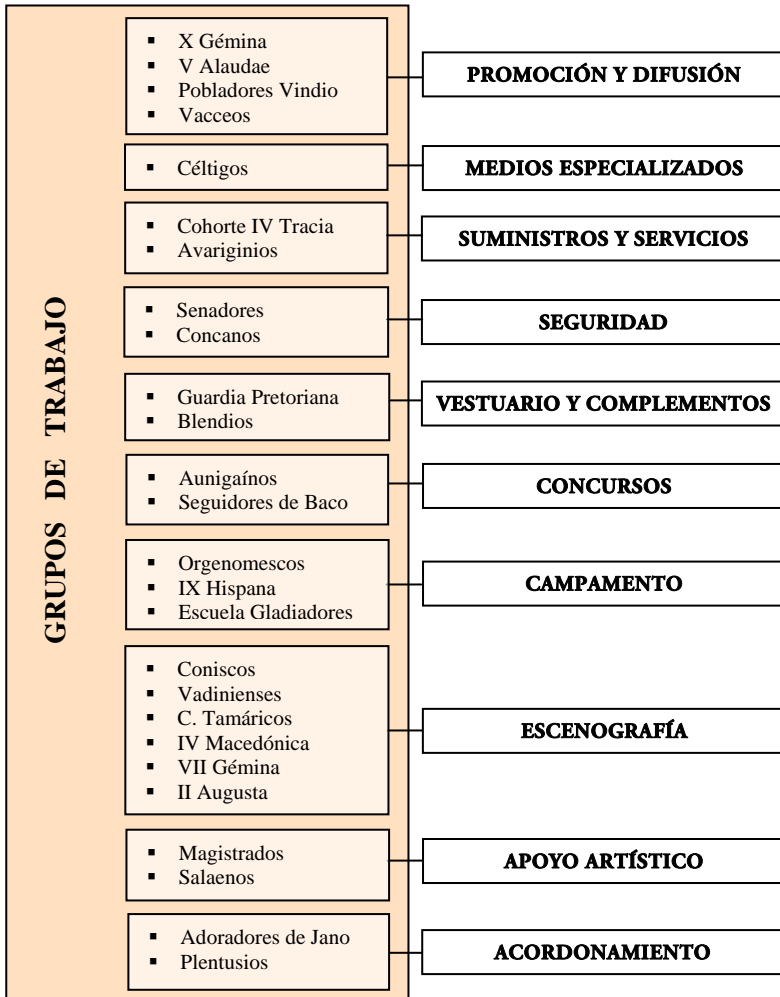 GRUPOS DE TRABAJO
▪ X Gémina
▪ V Alaudae
▪ Pobladores Vindio
▪ Vacceos
PROMOCIÓN Y DIFUSIÓN
▪ Céltigos
MEDIOS ESPECIALIZADOS
▪ Cohorte IV Tracia
▪ Avariginios
SUMINISTROS Y SERVICIOS
▪ Senadores
▪ Concanos
SEGURIDAD
▪ Guardia Pretoriana
▪ Blendios
VESTUARIO Y COMPLEMENTOS
▪ Aunigaínos
▪ Seguidores de Baco
CONCURSOS
▪ Orgenomescos
▪ IX Hispana
▪ Escuela Gladiadores
CAMPAMENTO
▪ Coniscos
▪ Vadinienses
▪ C. Tamáricos
▪ IV Macedónica
▪ VII Gémina
▪ II Augusta
ESCENOGRAFÍA
▪ Magistrados
▪ Salaenos
APOYO ARTÍSTICO
▪ Adoradores de Jano
▪ Plentusios
ACORDONAMIENTO